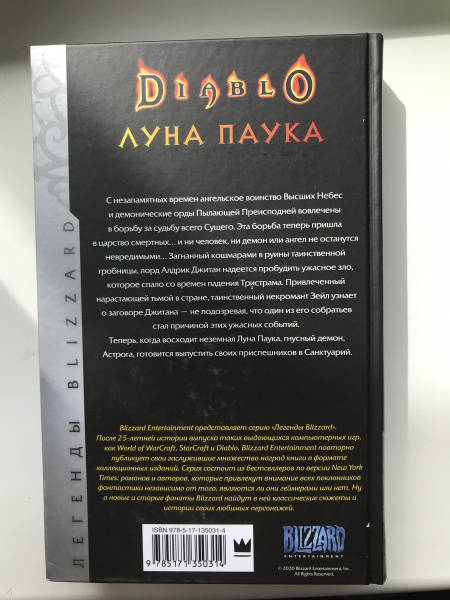 DIABLO
ЛУНА ПАУКА
С незапамятных времен ангельское воинство Высших Небес
и демонические орды Пылающей Преисподней вовлечены
в борьбу за судьбу всего Сущего. Эта борьба теперь пришла
в царство смертных... и ни человек, ни демон или ангел не останутся
невредимыми... Загнанный кошмарами в руины таинственной
гробницы, лорд Алдрик Джитан надеется пробудить ужасное зло,
которое спало со времен падения Тристрама. Привлеченный
нарастающей тьмой в стране, таинственный некромант Зейл узнает
о заговоре Джитана — не подозревая, что один из его собратьев
стал причиной этих ужасных событий.
Теперь, когда восходит неземная Луна Паука, гнусный демон,
Астрога, готовится выпустить своих приспешников в Санктуарий.
Blizzard Entertainment представляет серию «Легенды Blizzard».
После 25-летней истории выпуска таких выдающихся компьютерных игр,
как World of WarCraft, StarCraft и Diablo, Blizzard Entertainment повторно
публикует свои заслужившие множество наград книги в формате
коллекционных изданий. Серия состоит из бестселлеров по версии New York
Times: романов и авторов, которые привлекут внимание всех поклонников
фантастики независимо от того, являются ли они геймерами или нет. Ну
а новые и старые фанаты Blizzard найдут в ней классические сюжеты и
истории своих любимых персонажей.
ЛЕГЕНДЫ BLIZZARD
ISBN 978-5-17-135031-4
9 785171 350314
BLIZZARD
ENTERTAINMENT
©2020 Blizzard Entertainment, Inc.
All Rights Reserved.